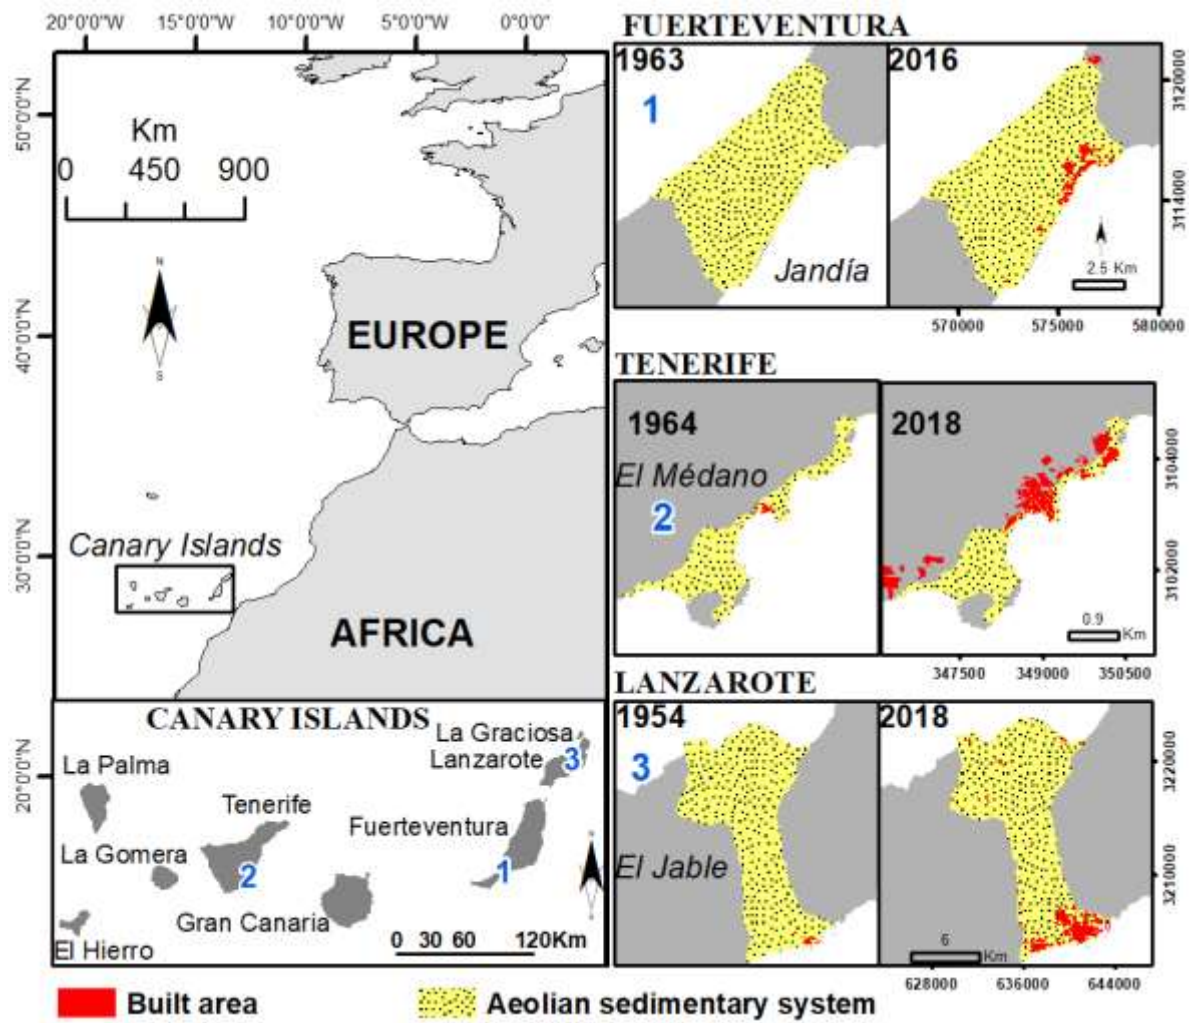 20°0'0"W 15°0'0"W 10°0'0"W 5°0'0"W 0°0'0"
50°0'0"N
40°0'0"N
30°0'0"N
20°0'0"N
Km
0 450 900
N
S
EUROPE
Canary Islands
AFRICA
CANARY ISLANDS
La Graciosa
Lanzarote
3
La Palma
Tenerife
Fuerteventura
La Gomera
1
2
Gran Canaria
El Hierro
0 30 60 120Km
FUERTEVENTURA
1963
1
Jandía
2016
2.5 Km
3120000
3114000
570000 575000 580000
TENERIFE
1964
El Médano
2
2018
0.9
Km
3104000
3102000
347500 349000 350500
LANZAROTE
1954
3
El Jable
2018
6
Km
3220000
3210000
628000 636000 644000
Built area
Aeolian sedimentary system